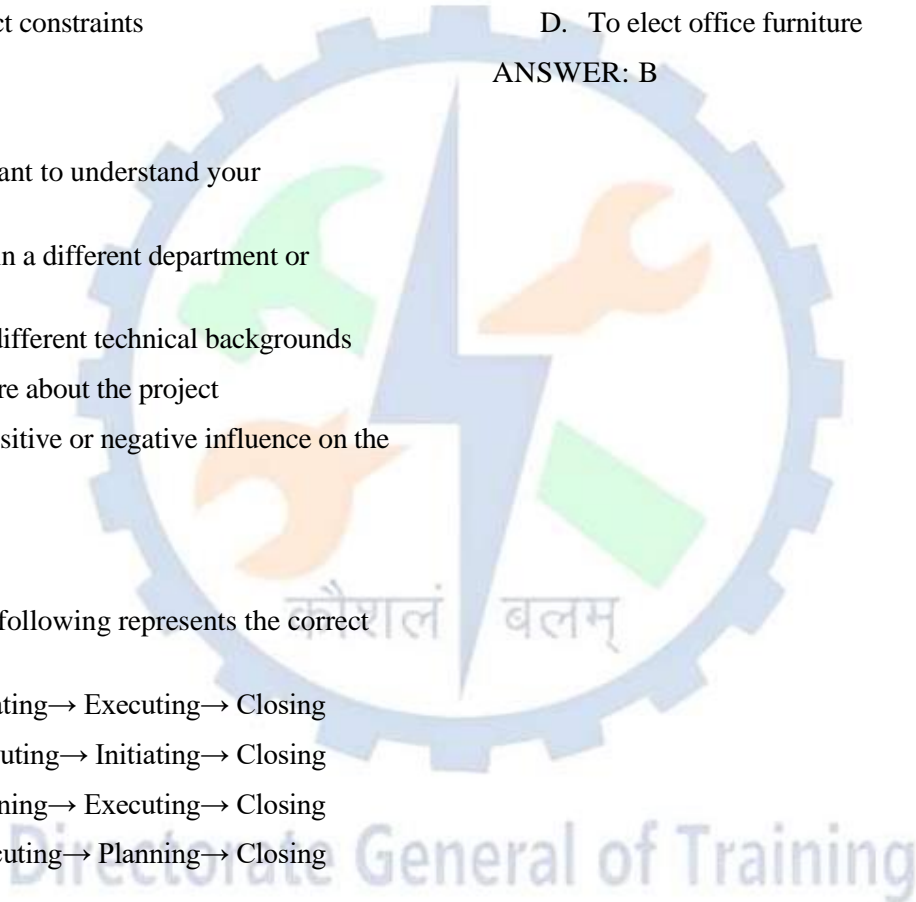 ct constraints
D. To elect office furniture
ANSWER: B
ant to understand your
in a different department or
different technical backgrounds
re about the project
sitive or negative influence on the
following represents the correct
ating→ Executing→ Closing
uting→ Initiating→ Closing
ning→ Executing→ Closing
cuting→ Planning→ Closing
कौशलं बलम्
Directorate General of Training